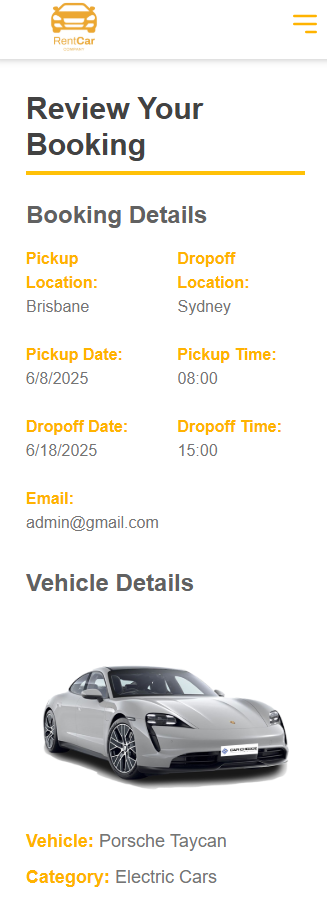 RentCar
COMPANY
Review Your
Booking
Booking Details
Pickup Location:
Brisbane
Dropoff Location:
Sydney
Pickup Date:
6/8/2025
Pickup Time:
08:00
Dropoff Date:
6/18/2025
Dropoff Time:
15:00
Email:
admin@gmail.com
Vehicle Details
Vehicle: Porsche Taycan
Category: Electric Cars